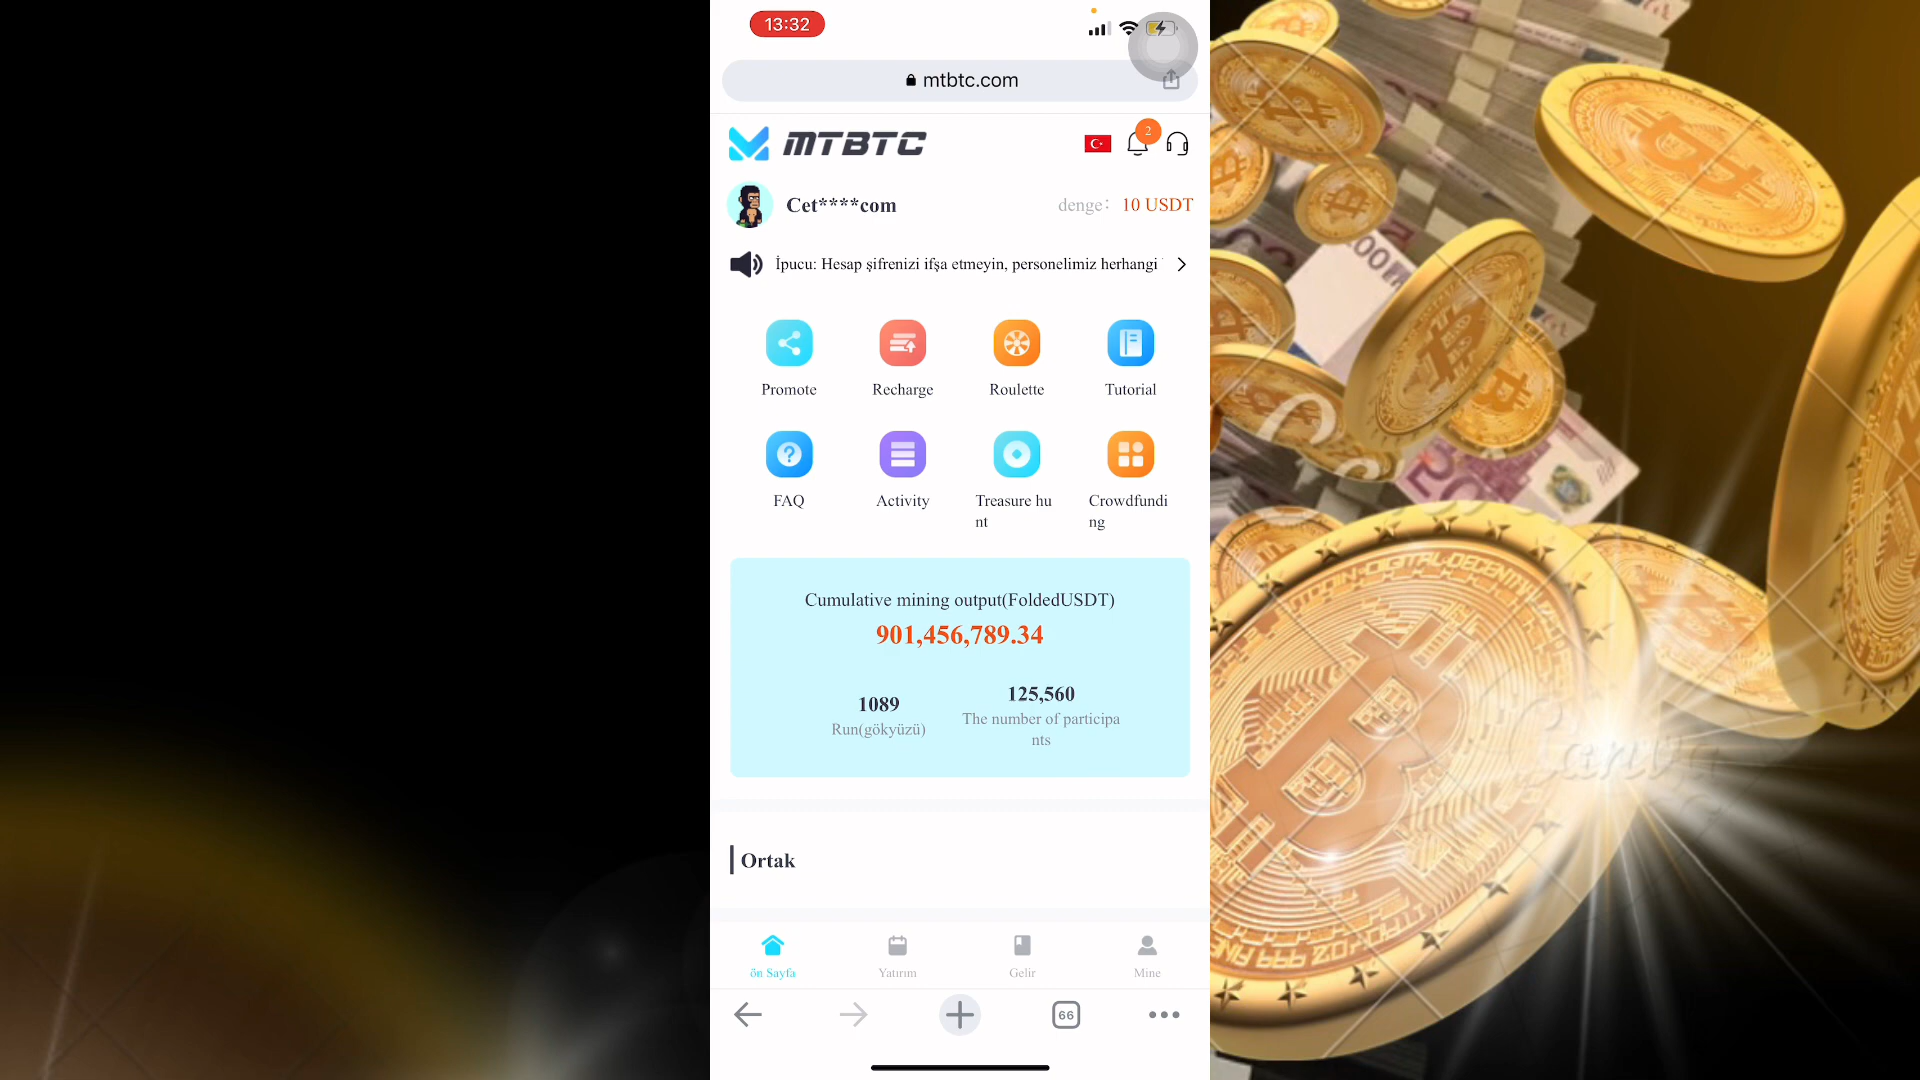 13:32
mtbtc.com
MTBTC
2
Cet****com
denge: 10 USDT
İpucu: Hesap şifrenizi ifşa etmeyin, personelimiz herhangi
Promote
Recharge
Roulette
Tutorial
FAQ
Activity
Treasure hu
nt
Crowdfundi
ng
Cumulative mining output(FoldedUSDT)
901,456,789.34
1089
Run(gökyüzü)
125,560
The number of participa
nts
Ortak
ön Sayfa
Yatırım
Gelir
Mine
66
Canva